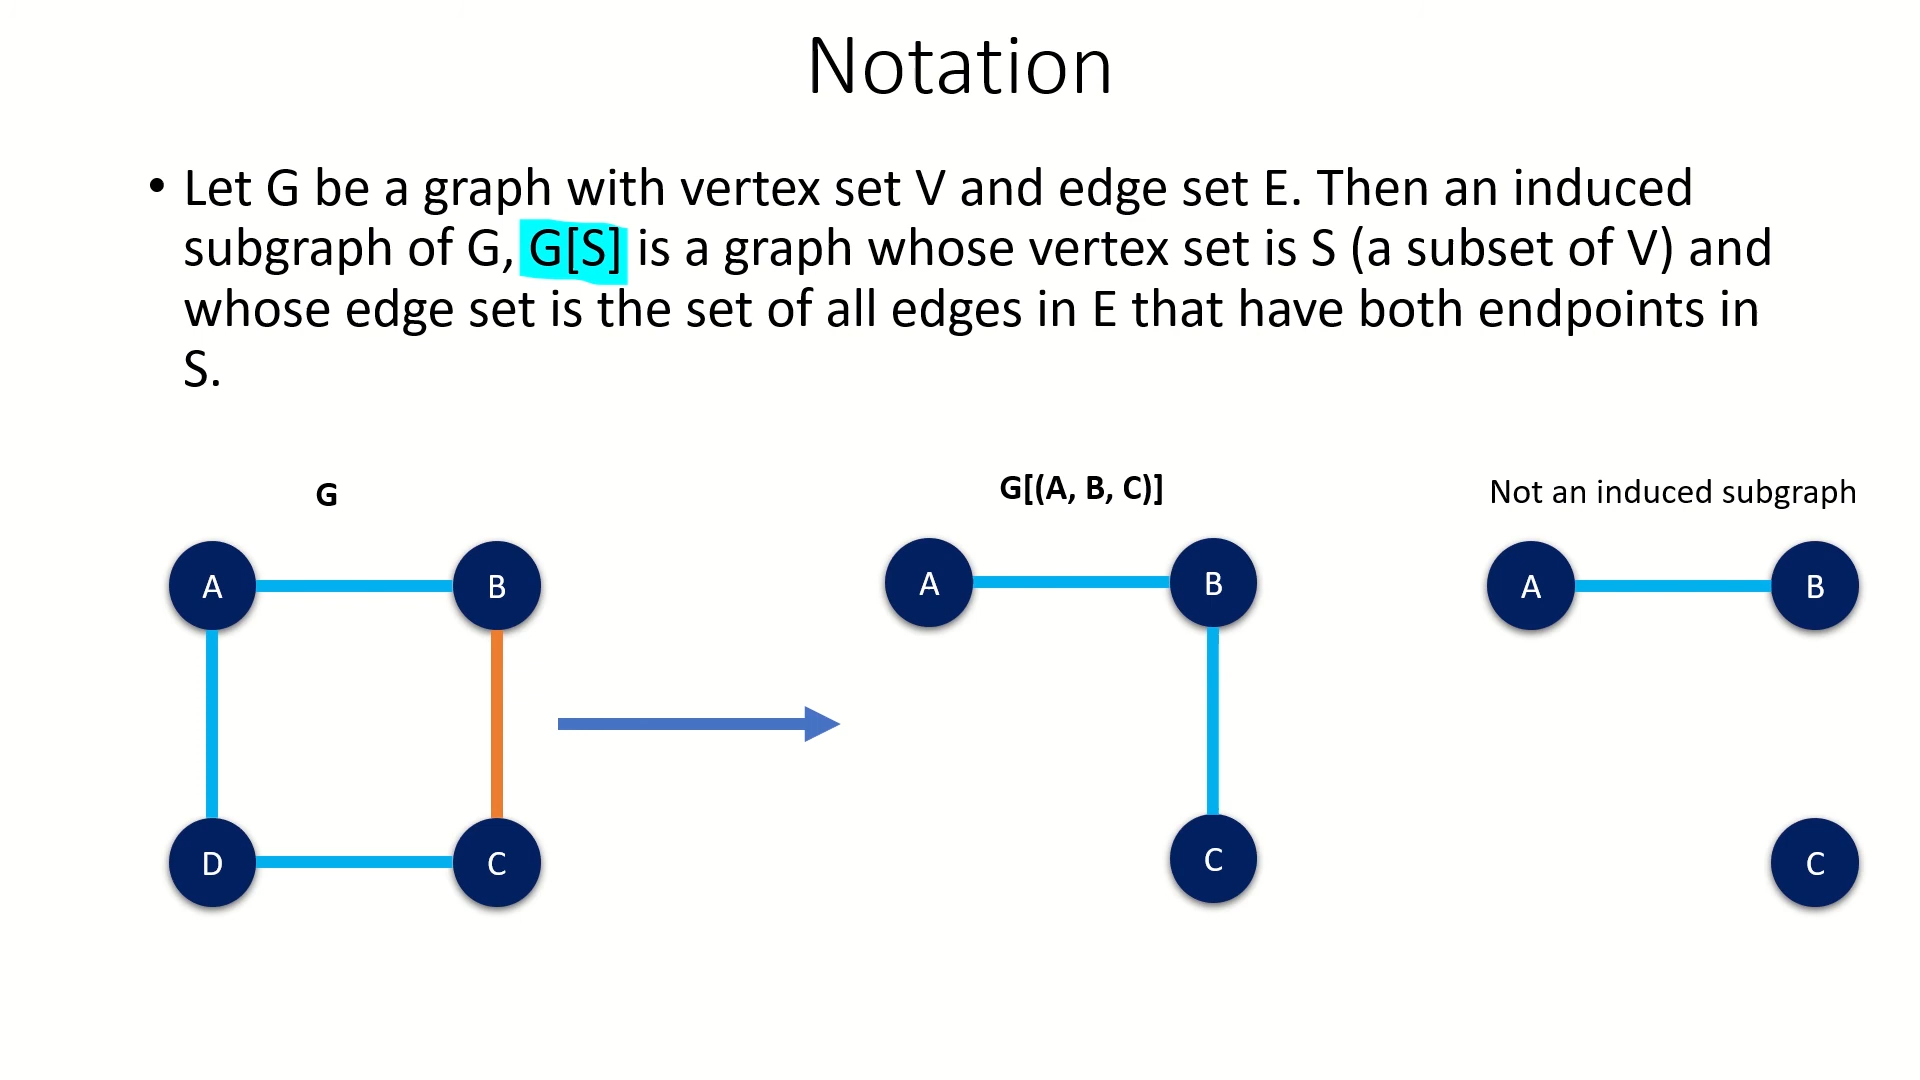 Notation
• Let G be a graph with vertex set V and edge set E. Then an induced
subgraph of G, G[S] is a graph whose vertex set is S (a subset of V) and
whose edge set is the set of all edges in E that have both endpoints in
S.
G
A
B
D
C
G[(A, B, C)]
A
B
C
Not an induced subgraph
A
B
C